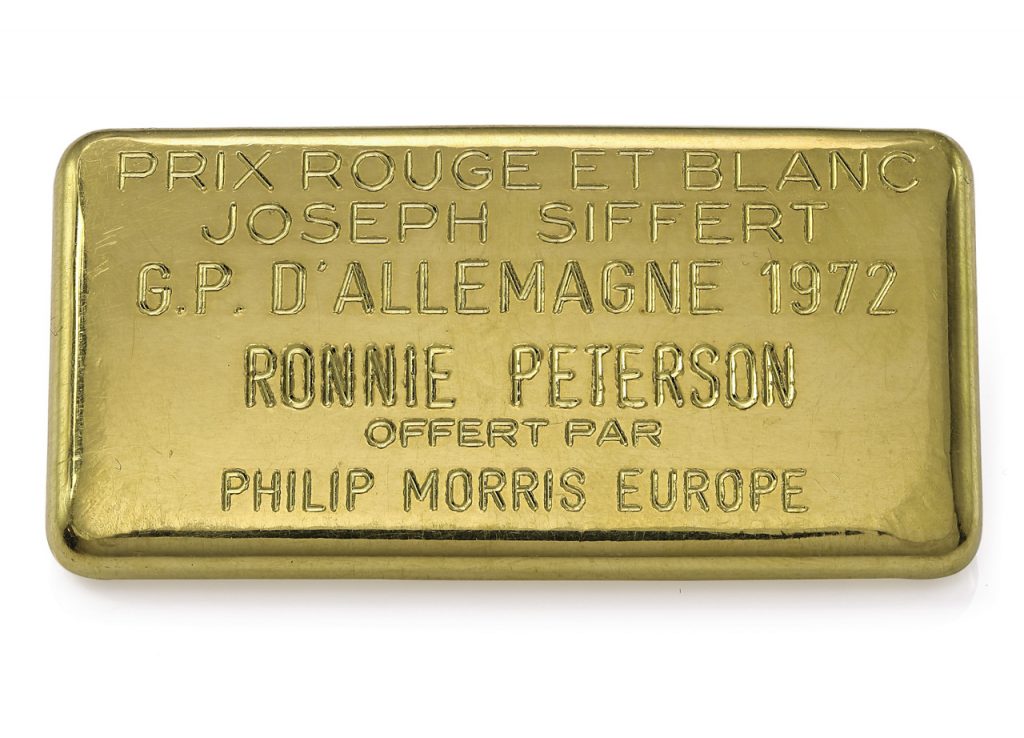 PRIX ROUGE ET BLANC
JOSEPH SIFFERT
G.P. D'ALLEMAGNE 1972
RONNIE PETERSON
OFFERT PAR
PHILIP MORRIS EUROPE